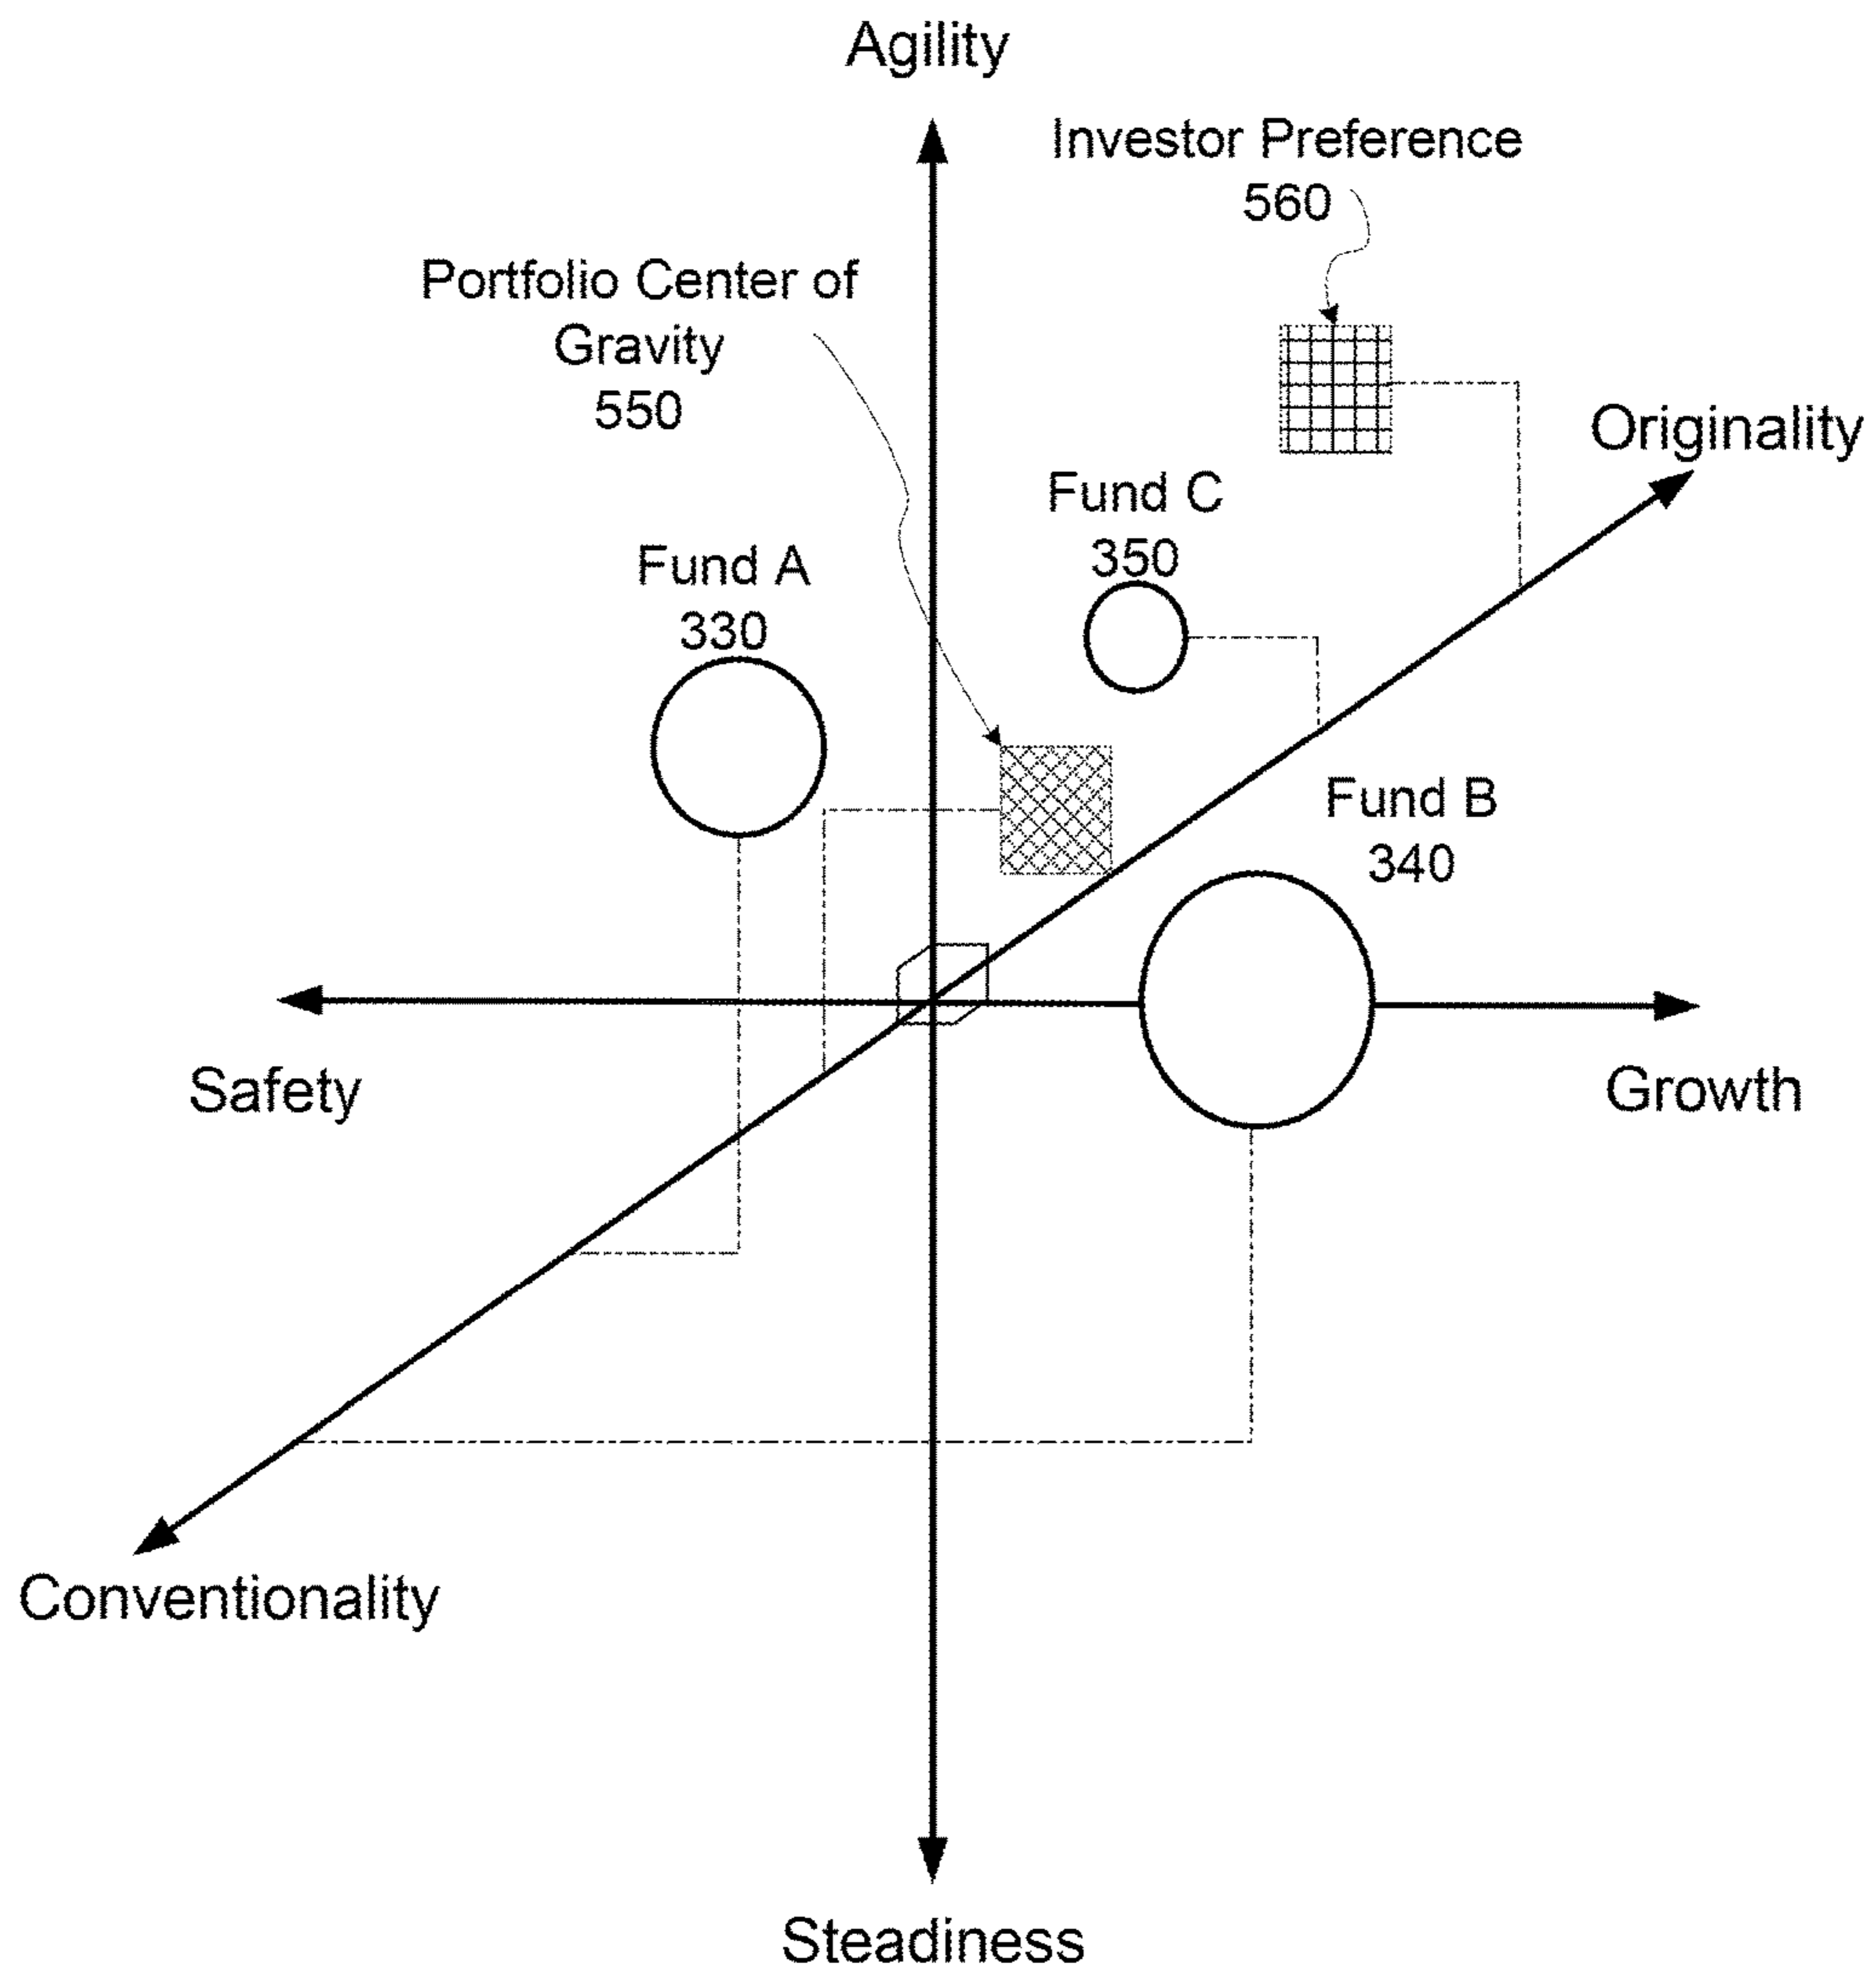 Agility
Investor Preference
560
Portfolio Center of
Gravity
550
Originality
Fund C
350
Fund A
330
Fund B
340
Safety
Growth
Conventionality
Steadiness